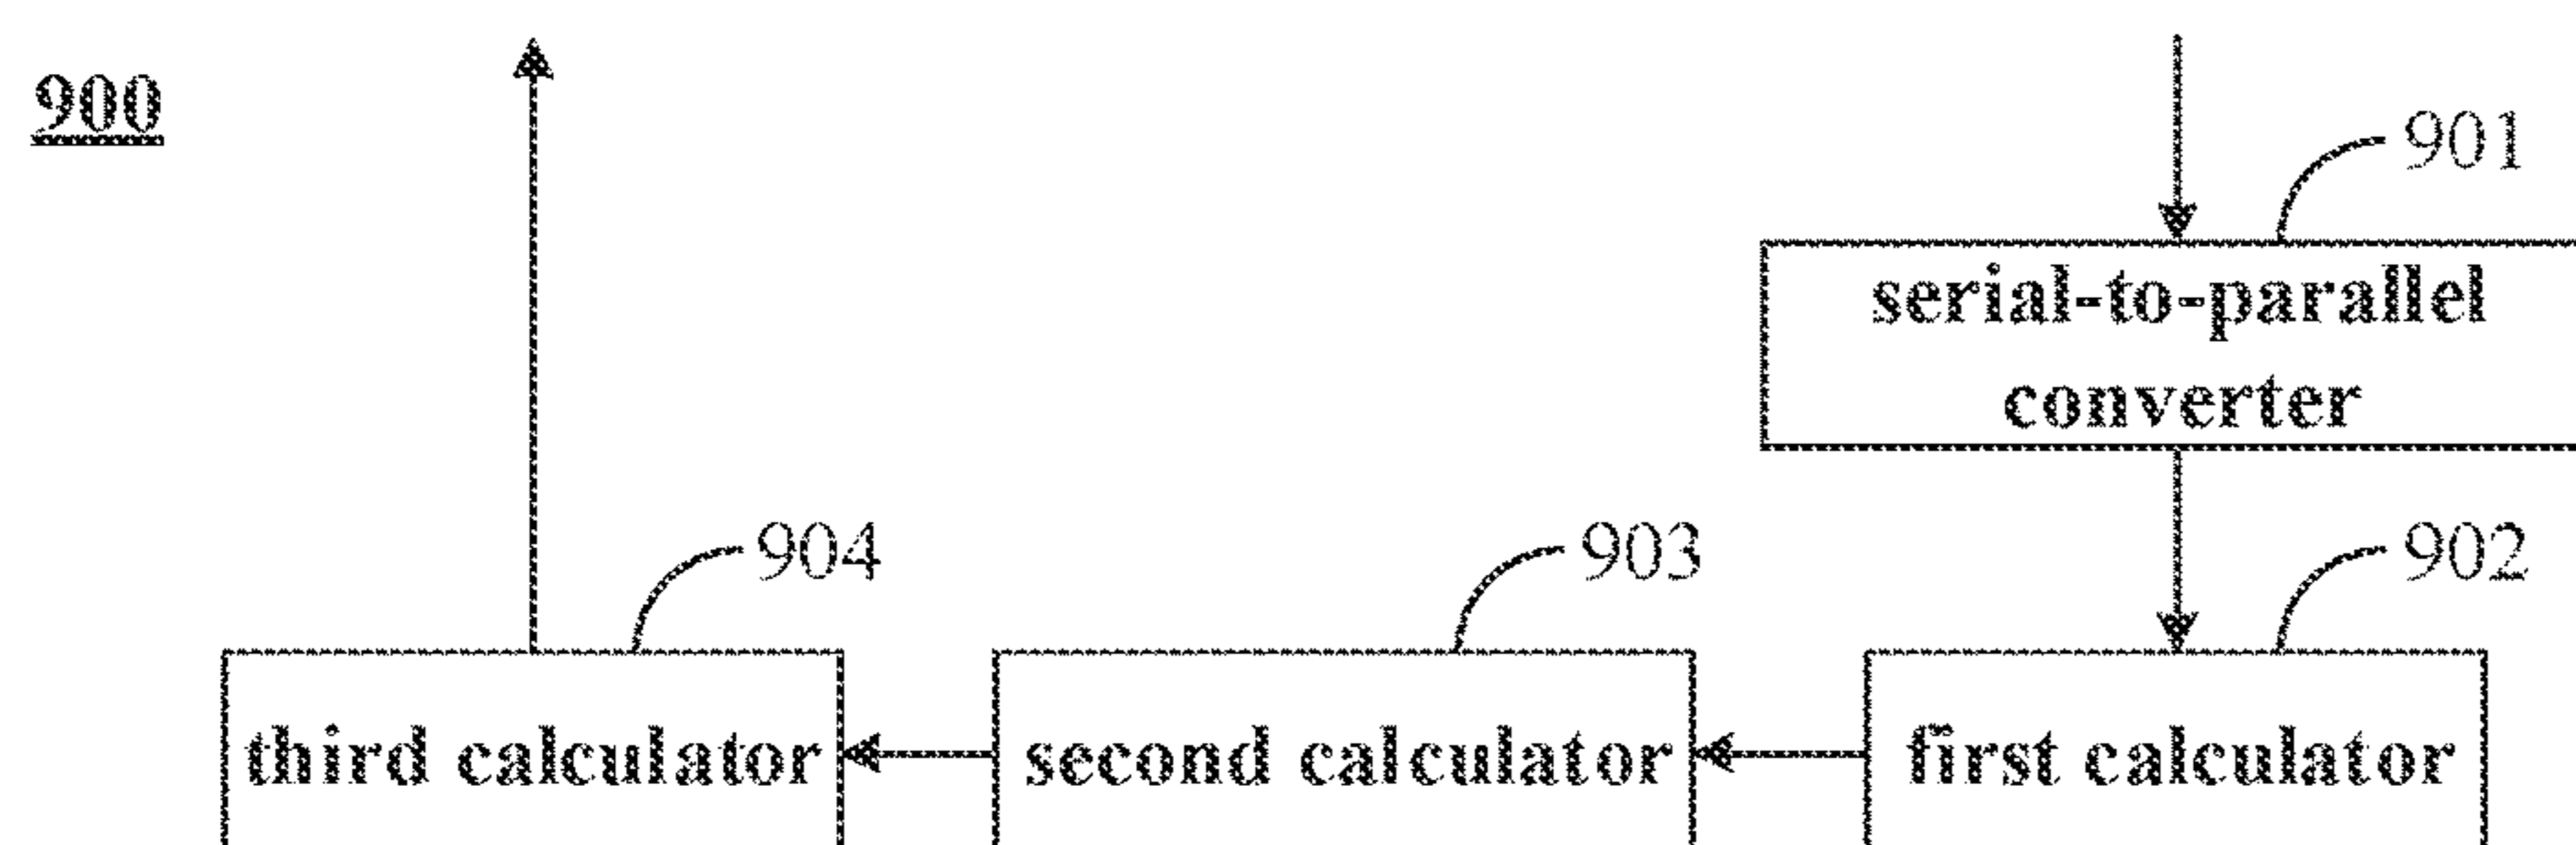 900
901
serial-to-parallel
converter
904
903
902
third calculator
second calculator
first calculator